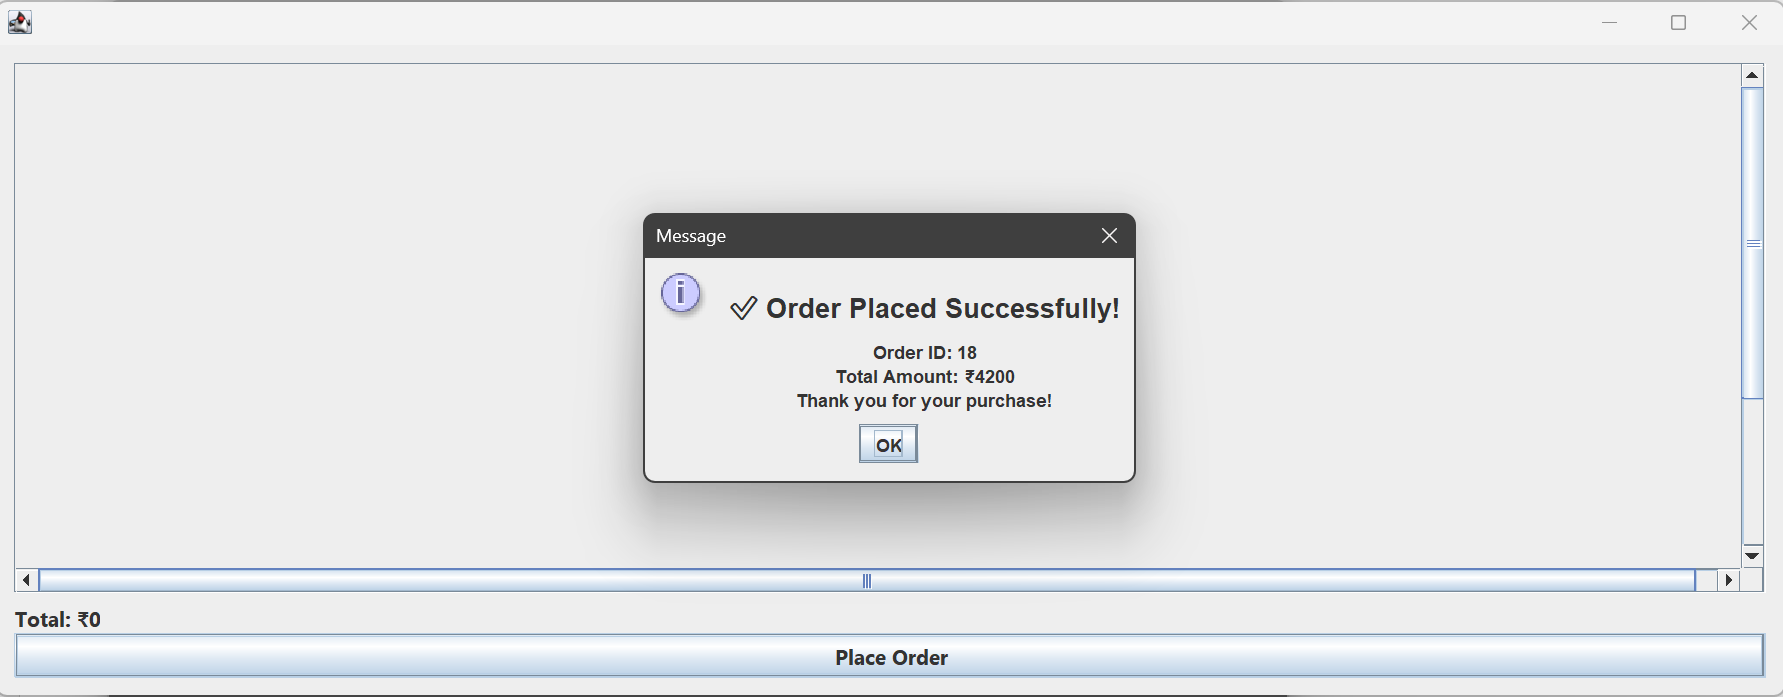 Message
✓ Order Placed Successfully!
Order ID: 18
Total Amount: ₹4200
Thank you for your purchase!
OK
Total: ₹0
Place Order